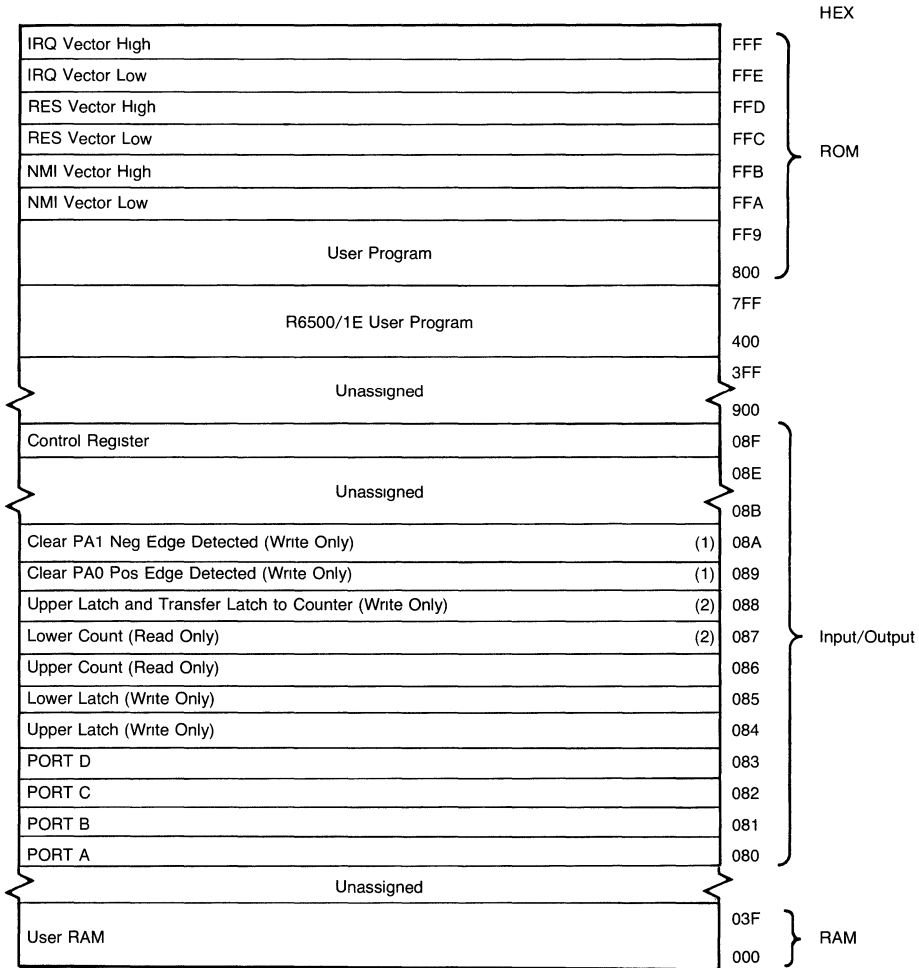 HEX
IRQ Vector High FFF
IRQ Vector Low FFE
RES Vector High FFD
RES Vector Low FFC
ROM
NMI Vector High FFB
NMI Vector Low FFA
FF9
User Program
800
7FF
R6500/1E User Program
400
3FF
Unassigned
900
Control Register 08F
08E
Unassigned
08B
Clear PA1 Neg Edge Detected (Write Only) (1) 08A
Clear PA0 Pos Edge Detected (Write Only) (1) 089
Upper Latch and Transfer Latch to Counter (Write Only) (2) 088
Lower Count (Read Only) (2) 087 Input/Output
Upper Count (Read Only) 086
Lower Latch (Write Only) 085
Upper Latch (Write Only) 084
PORT D 083
PORT C 082
PORT B 081
PORT A 080
Unassigned
03F
User RAM RAM
000